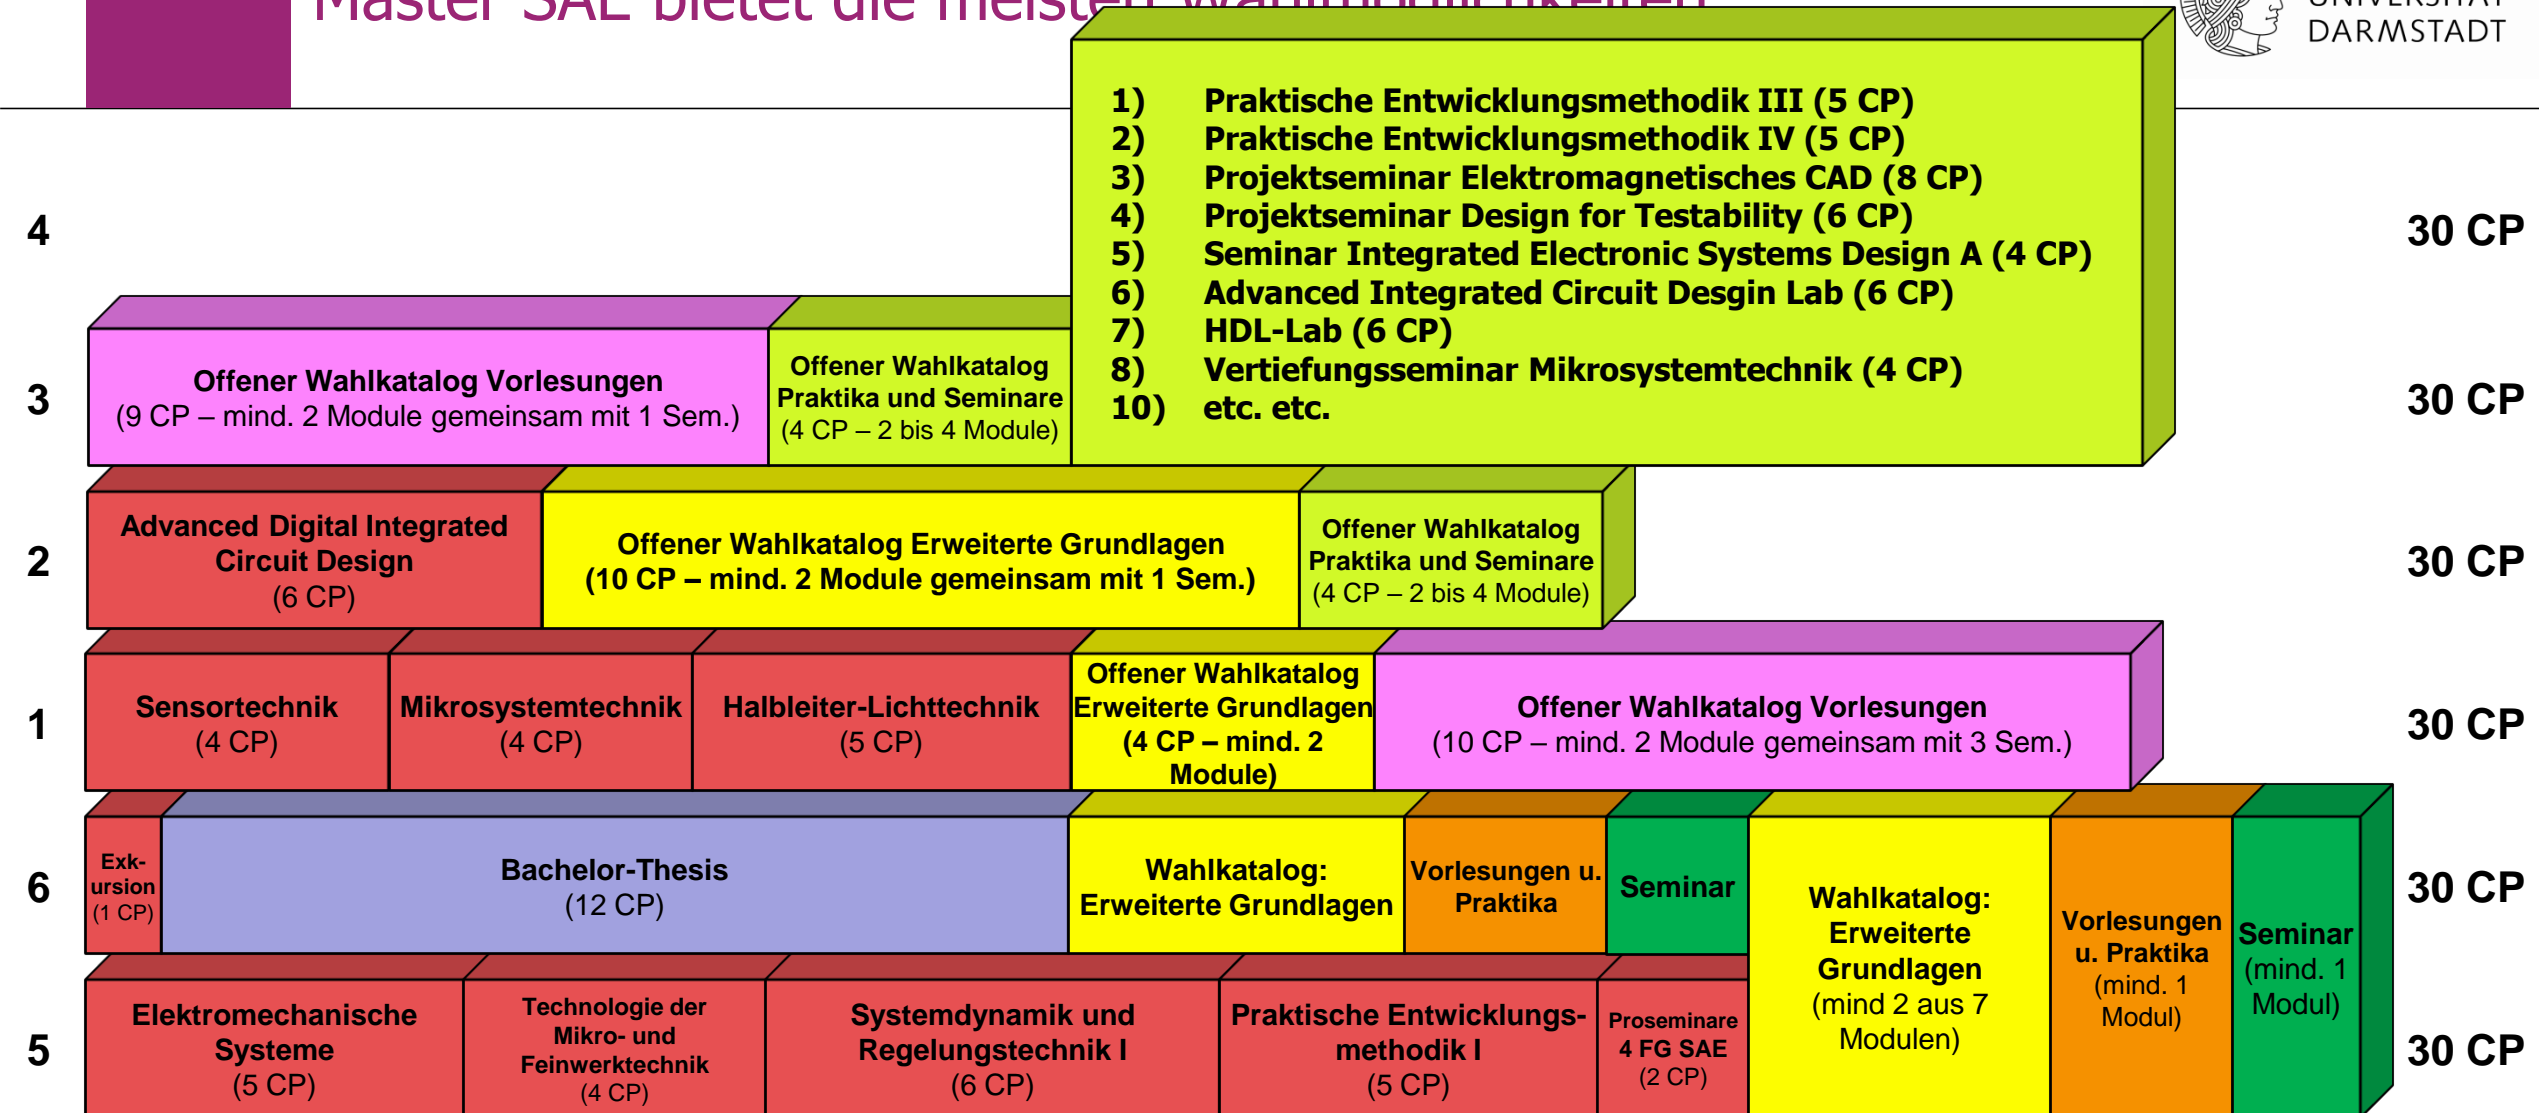 Master SAE bietet die meisten Wahlmöglichkeiten
UNIVERSITÄT
DARMSTADT
1) Praktische Entwicklungsmethodik III (5 CP)
2) Praktische Entwicklungsmethodik IV (5 CP)
3) Projektseminar Elektromagnetisches CAD (8 CP)
4) Projektseminar Design for Testability (6 CP)
5) Seminar Integrated Electronic Systems Design A (4 CP)
6) Advanced Integrated Circuit Desgin Lab (6 CP)
7) HDL-Lab (6 CP)
8) Vertiefungsseminar Mikrosystemtechnik (4 CP)
10) etc. etc.
4
30 CP
3
Offener Wahlkatalog Vorlesungen
(9 CP – mind. 2 Module gemeinsam mit 1 Sem.)
Offener Wahlkatalog
Praktika und Seminare
(4 CP – 2 bis 4 Module)
30 CP
2
Advanced Digital Integrated
Circuit Design
(6 CP)
Offener Wahlkatalog Erweiterte Grundlagen
(10 CP – mind. 2 Module gemeinsam mit 1 Sem.)
Offener Wahlkatalog
Praktika und Seminare
(4 CP – 2 bis 4 Module)
30 CP
1
Sensortechnik
(4 CP)
Mikrosystemtechnik
(4 CP)
Halbleiter-Lichttechnik
(5 CP)
Offener Wahlkatalog
Erweiterte Grundlagen
(4 CP – mind. 2
Module)
Offener Wahlkatalog Vorlesungen
(10 CP – mind. 2 Module gemeinsam mit 3 Sem.)
30 CP
6
Exk-
ursion
(1 CP)
Bachelor-Thesis
(12 CP)
Wahlkatalog:
Erweiterte Grundlagen
Vorlesungen u.
Praktika
Seminar
30 CP
Wahlkatalog:
Erweiterte
Grundlagen
(mind 2 aus 7
Modulen)
Vorlesungen
u. Praktika
(mind. 1
Modul)
Seminar
(mind. 1
Modul)
5
Elektromechanische
Systeme
(5 CP)
Technologie der
Mikro- und
Feinwerktechnik
(4 CP)
Systemdynamik und
Regelungstechnik I
(6 CP)
Praktische Entwicklungs-
methodik I
(5 CP)
Proseminare
4 FG SAE
(2 CP)
30 CP